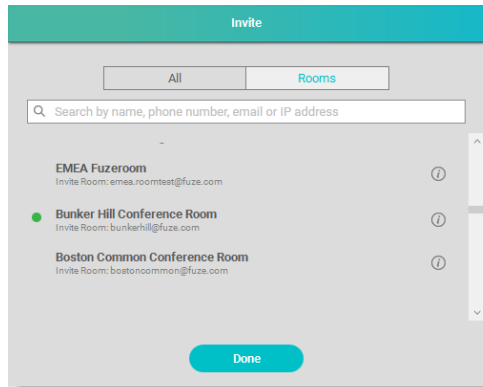 Invite
All
Rooms
Search by name, phone number, email or IP address
EMEA Fuzeroom
Invite Room: emea.roomtest@fuze.com
Bunker Hill Conference Room
Invite Room: bunkerhill@fuze.com
Boston Common Conference Room
Invite Room: bostoncommon@fuze.com
Done